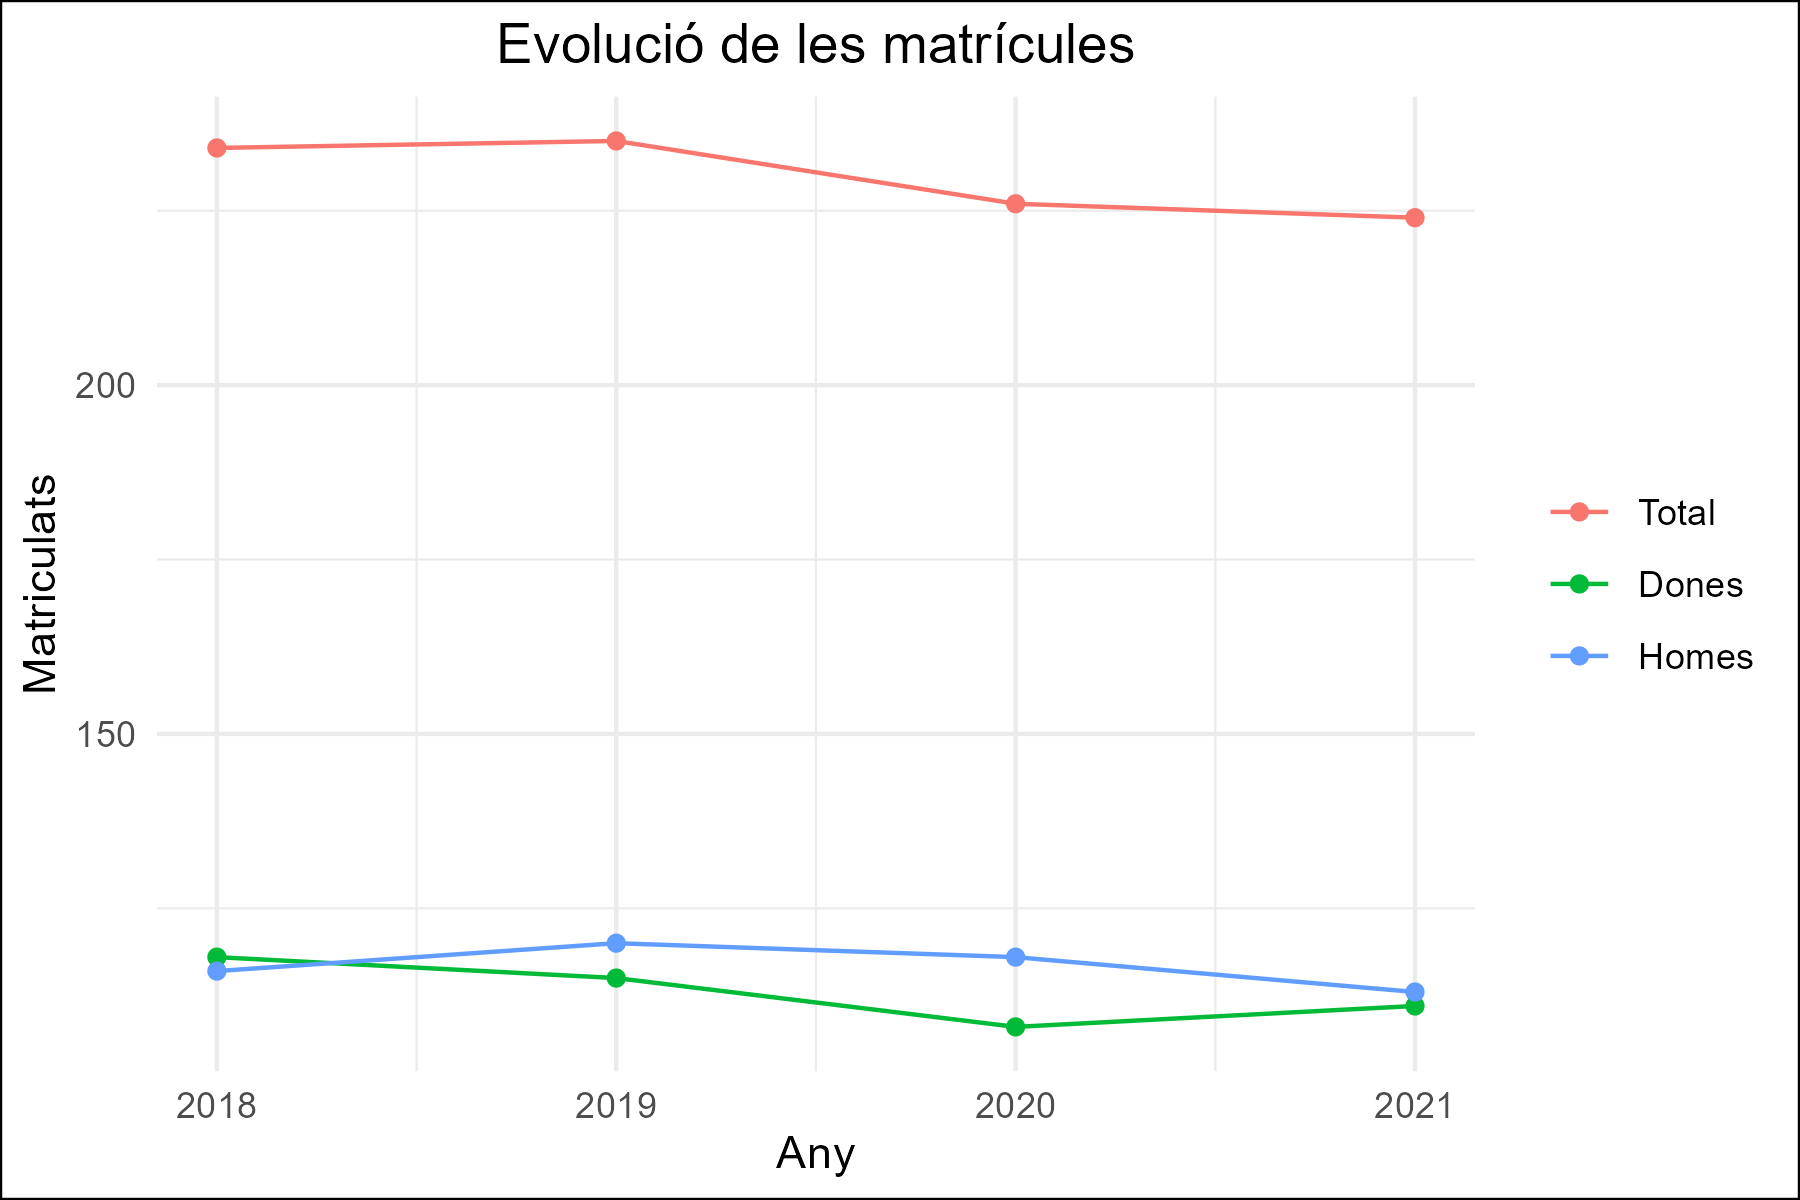 Evolució de les matrícules
Matriculats
200
150
2018 2019 2020 2021
Any
Total
Dones
Homes